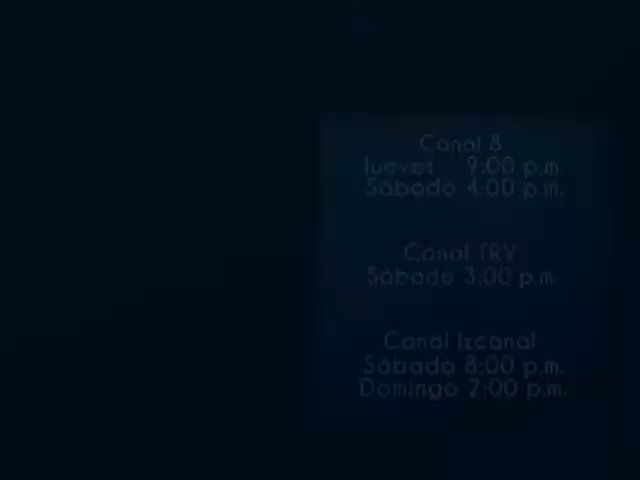 Canal 8
Jueves 9:00 p.m.
Sábado 4:00 p.m.
Canal TRV
Sábado 3:00 p.m.
Canal Izcanal
Sábado 8:00 p.m.
Domingo 2:00 p.m.